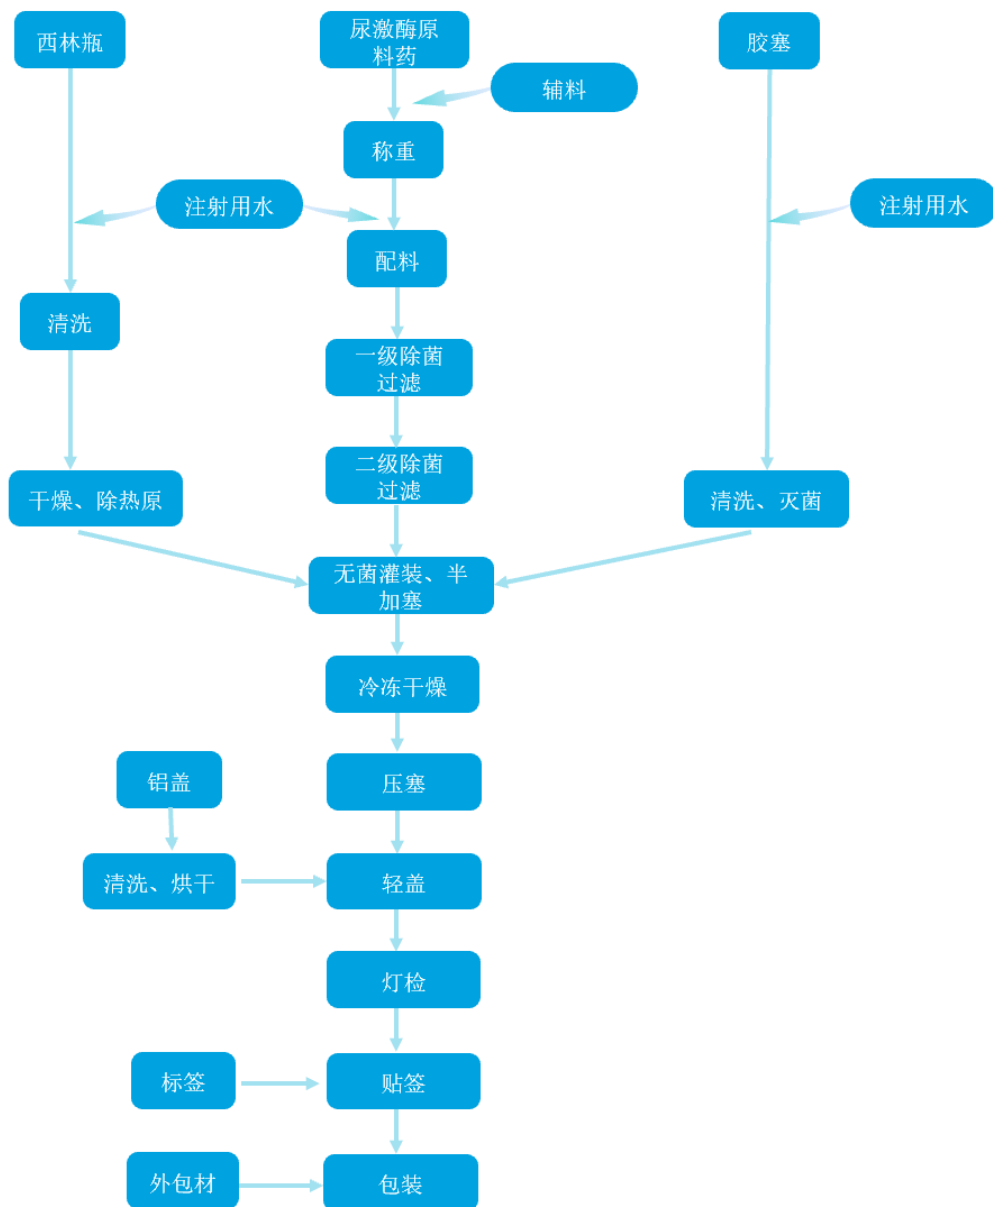 西林瓶
尿激酶原
料药
胶塞
辅料
称重
注射用水
注射用水
配料
清洗
一级除菌
过滤
二级除菌
过滤
干燥、除热原
清洗、灭菌
无菌灌装、半
加塞
冷冻干燥
铝盖
压塞
清洗、烘干
轻盖
灯检
标签
贴签
外包材
包装